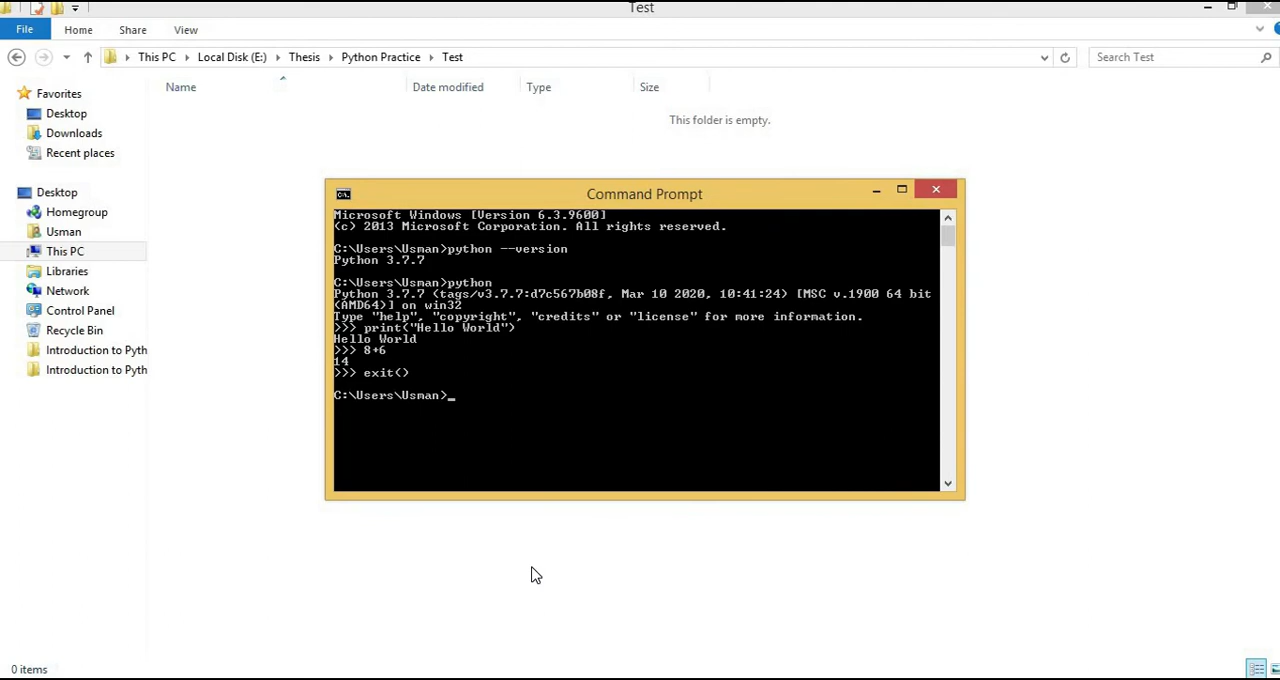 Test
File Home Share View
This PC Local Disk (E:) Thesis Python Practice Test Search Test
Name Date modified Type Size
This folder is empty.
Favorites
Desktop
Downloads
Recent places
Desktop
Homegroup
Usman
This PC
Libraries
Network
Control Panel
Recycle Bin
Introduction to Pyth
Introduction to Pyth
Command Prompt
Microsoft Windows [Version 6.3.9600]
(c) 2013 Microsoft Corporation. All rights reserved.
C:\Users\Usman>python --version
Python 3.7.7
C:\Users\Usman>python
Python 3.7.7 (tags/v3.7.7:d7c567b08f, Mar 10 2020, 10:41:24) [MSC v.1900 64 bit
(AMD64)] on win32
Type "help", "copyright", "credits" or "license" for more information.
>>> print("Hello World")
Hello World
>>> 8+6
14
>>> exit()
C:\Users\Usman>_
0 items